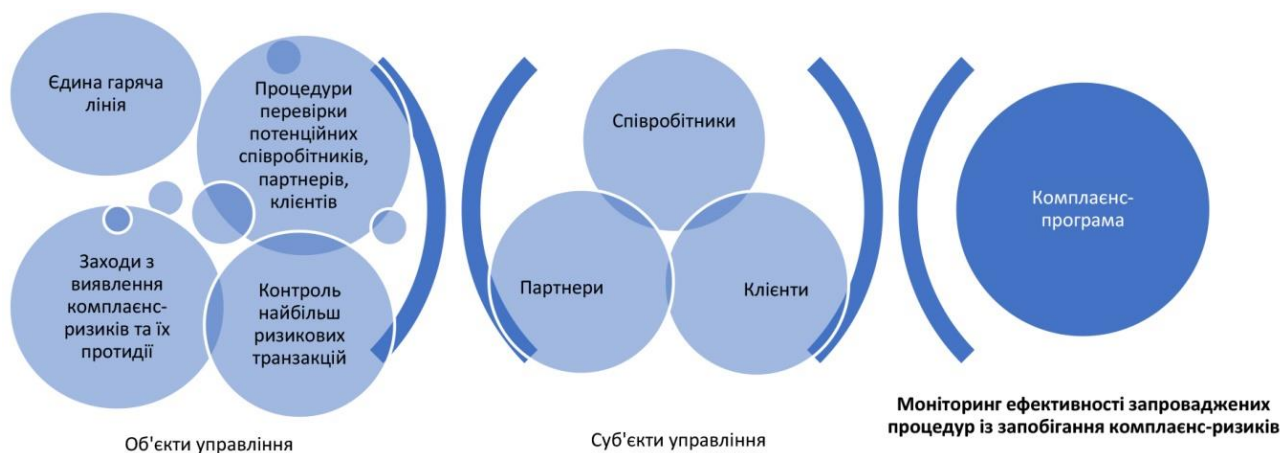 Єдина гаряча
лінія
Процедури
перевірки
потенційних
співробітників,
партнерів,
клієнтів
Заходи з
виявлення
комплаєнс-
ризиків та їх
протидії
Контроль
найбільш
ризикових
транзакцій
Об'єкти управління
Співробітники
Партнери
Клієнти
Суб'єкти управління
Комплаєнс-
програма
Моніторинг ефективності запроваджених
процедур із запобігання комплаєнс-ризиків